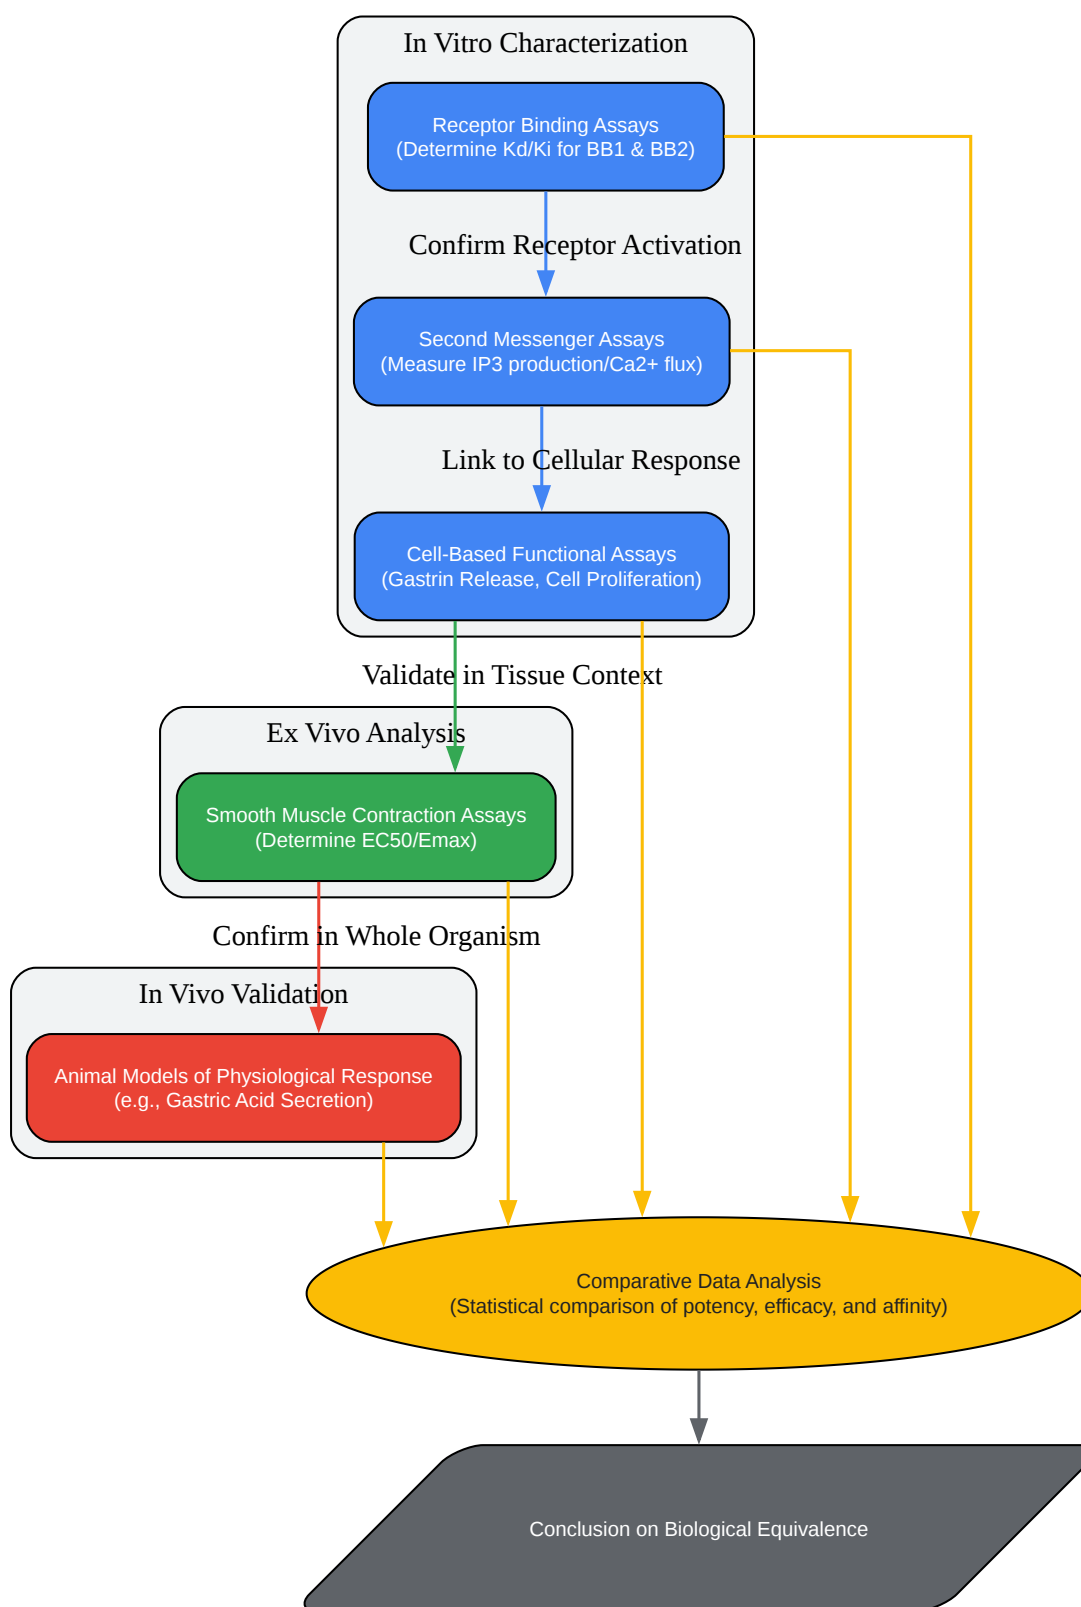 In Vitro Characterization
Receptor Binding Assays
(Determine Kd/Ki for BB1 & BB2)
Confirm Receptor Activation
Second Messenger Assays
(Measure IP3 production/Ca2+ flux)
Link to Cellular Response
Cell-Based Functional Assays
(Gastrin Release, Cell Proliferation)
Validate in Tissue Context
Ex Vivo Analysis
Smooth Muscle Contraction Assays
(Determine EC50/Emax)
Confirm in Whole Organism
In Vivo Validation
Animal Models of Physiological Response
(e.g., Gastric Acid Secretion)
Comparative Data Analysis
(Statistical comparison of potency, efficacy, and affinity)
Conclusion on Biological Equivalence